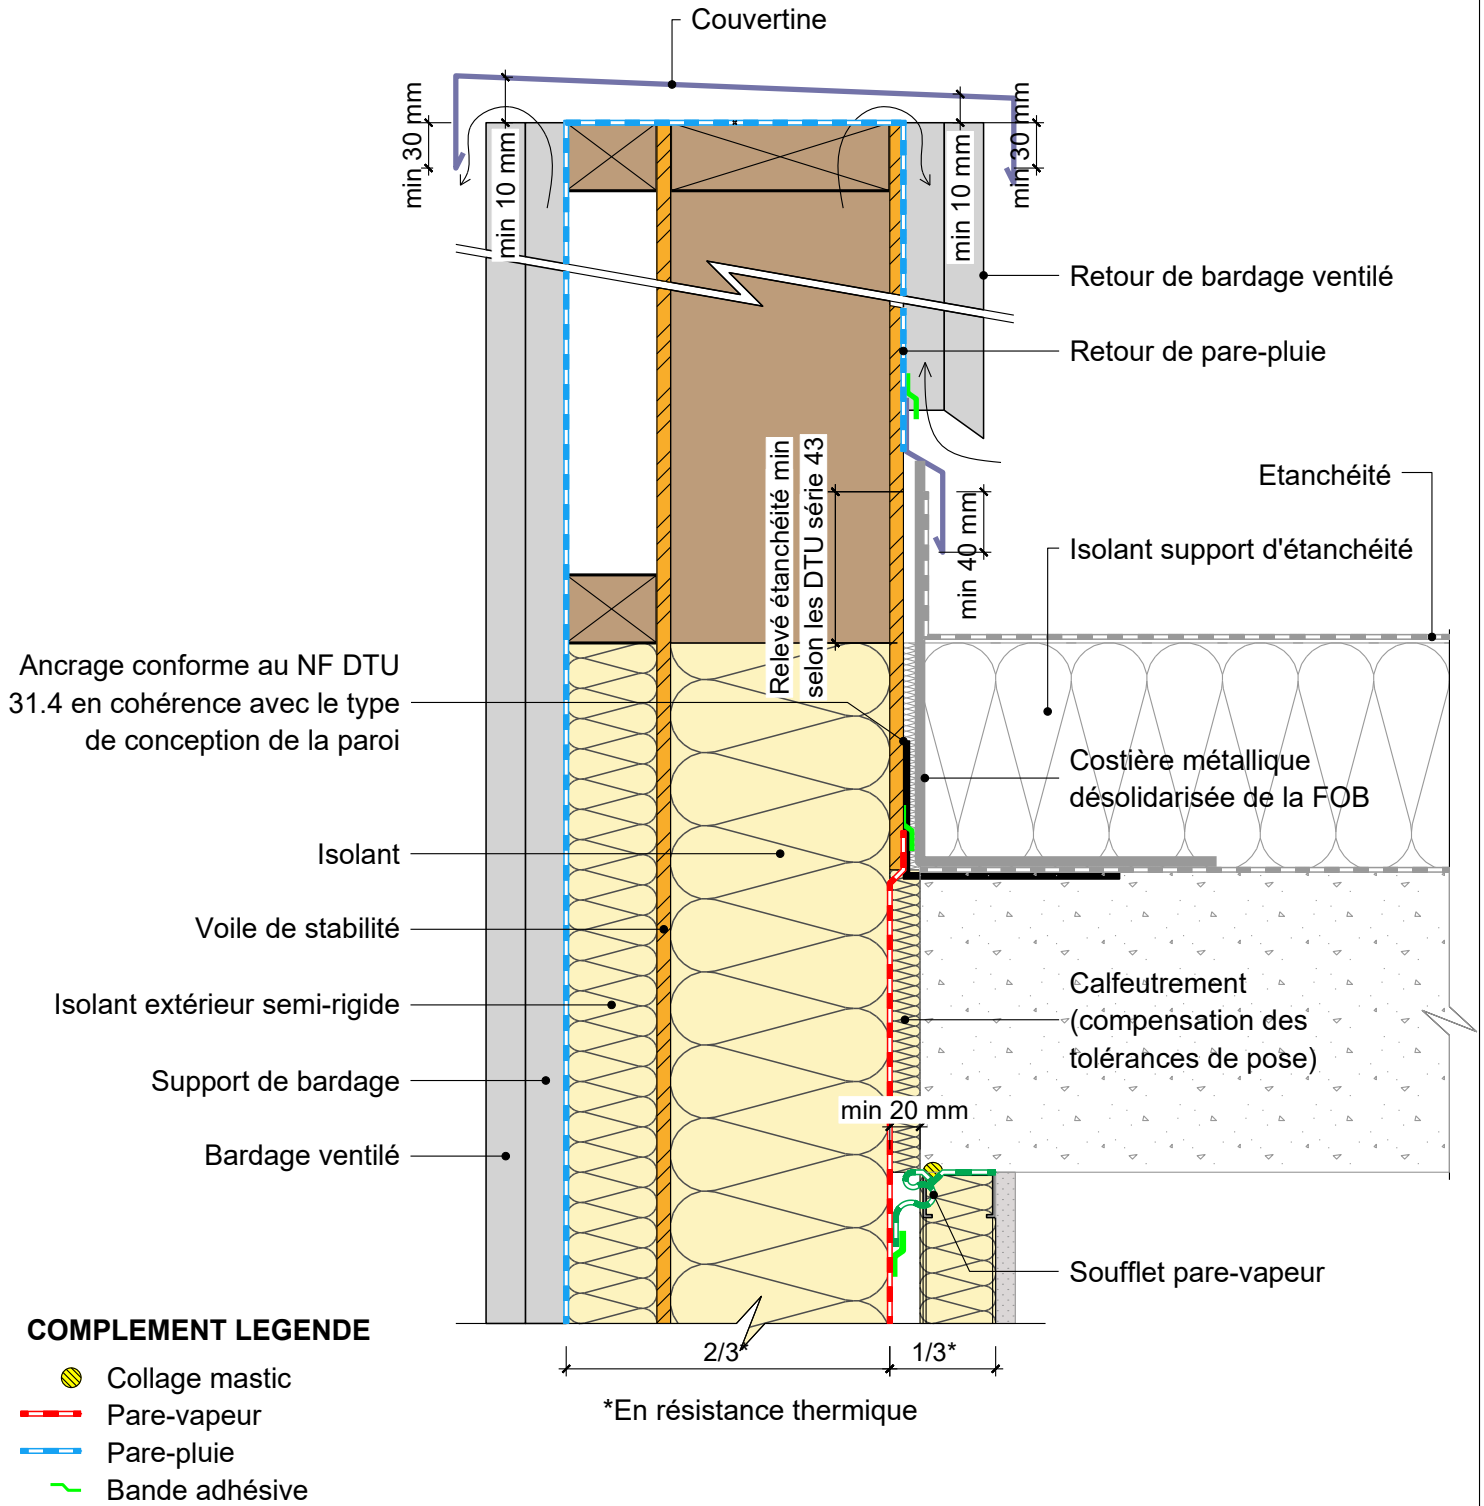 Couvertine
min 30 mm
min 10 mm
min 10 mm
min 30 mm
Retour de bardage ventilé
Retour de pare-pluie
Relevé étanchéité min
selon les DTU série 43
min 40 mm
Etanchéité
Isolant support d'étanchéité
Ancrage conforme au NF DTU
31.4 en cohérence avec le type
de conception de la paroi
Costière métallique
désolidarisée de la FOB
Isolant
Voile de stabilité
Isolant extérieur semi-rigide
Calfeutrement
(compensation des
tolérances de pose)
Support de bardage
min 20 mm
Bardage ventilé
Soufflet pare-vapeur
2/3*
1/3*
*En résistance thermique
COMPLEMENT LEGENDE
Collage mastic
Pare-vapeur
Pare-pluie
Bande adhésive